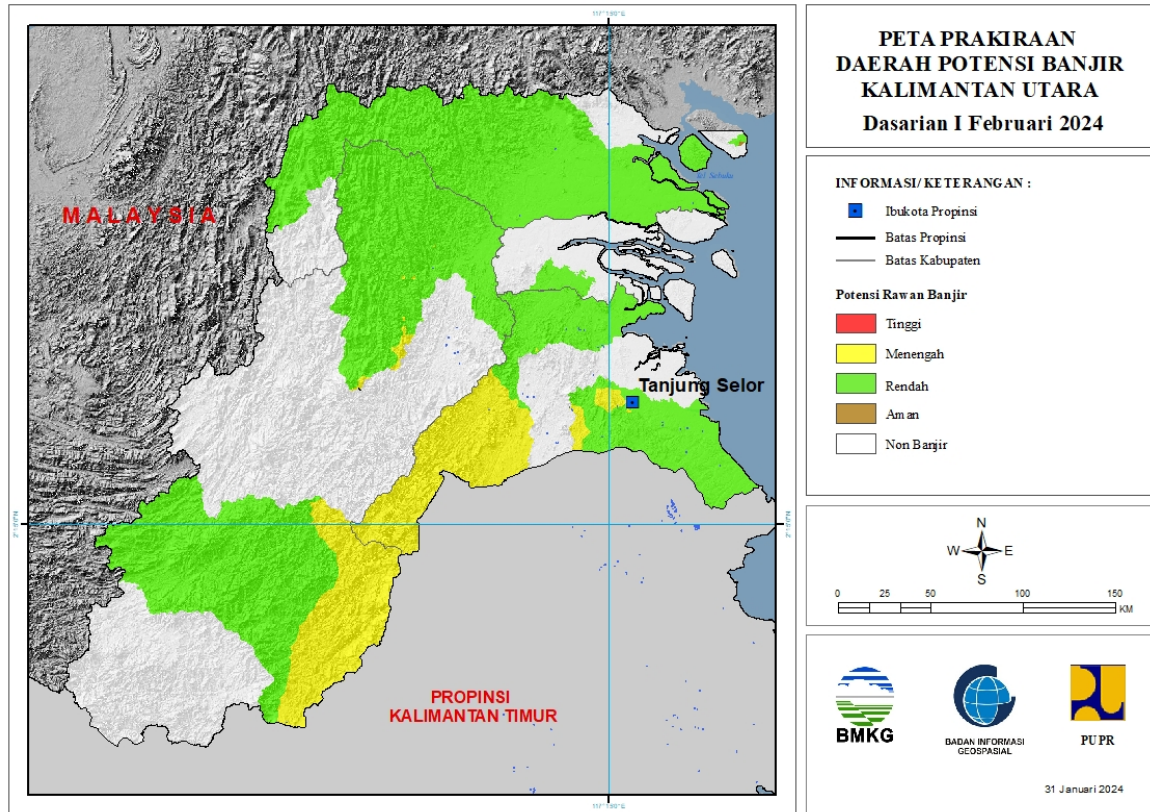 PETA PRAKIRAAN
DAERAH POTENSI BANJIR
KALIMANTAN UTARA
Dasarian I Februari 2024
INFORMASI/ KETERANGAN :
Ibukota Propinsi
Batas Propinsi
Batas Kabupaten
Potensi Rawan Banjir
Tinggi
Menengah
Rendah
Aman
Non Banjir
MALAYSIA
Tanjung Selor
PROPINSI
KALIMANTAN TIMUR
N
W E
S
0 25 50 100 150
KM
BMKG
BADAN INFORMASI
GEOSPASIAL
PUPR
31 Januari 2024